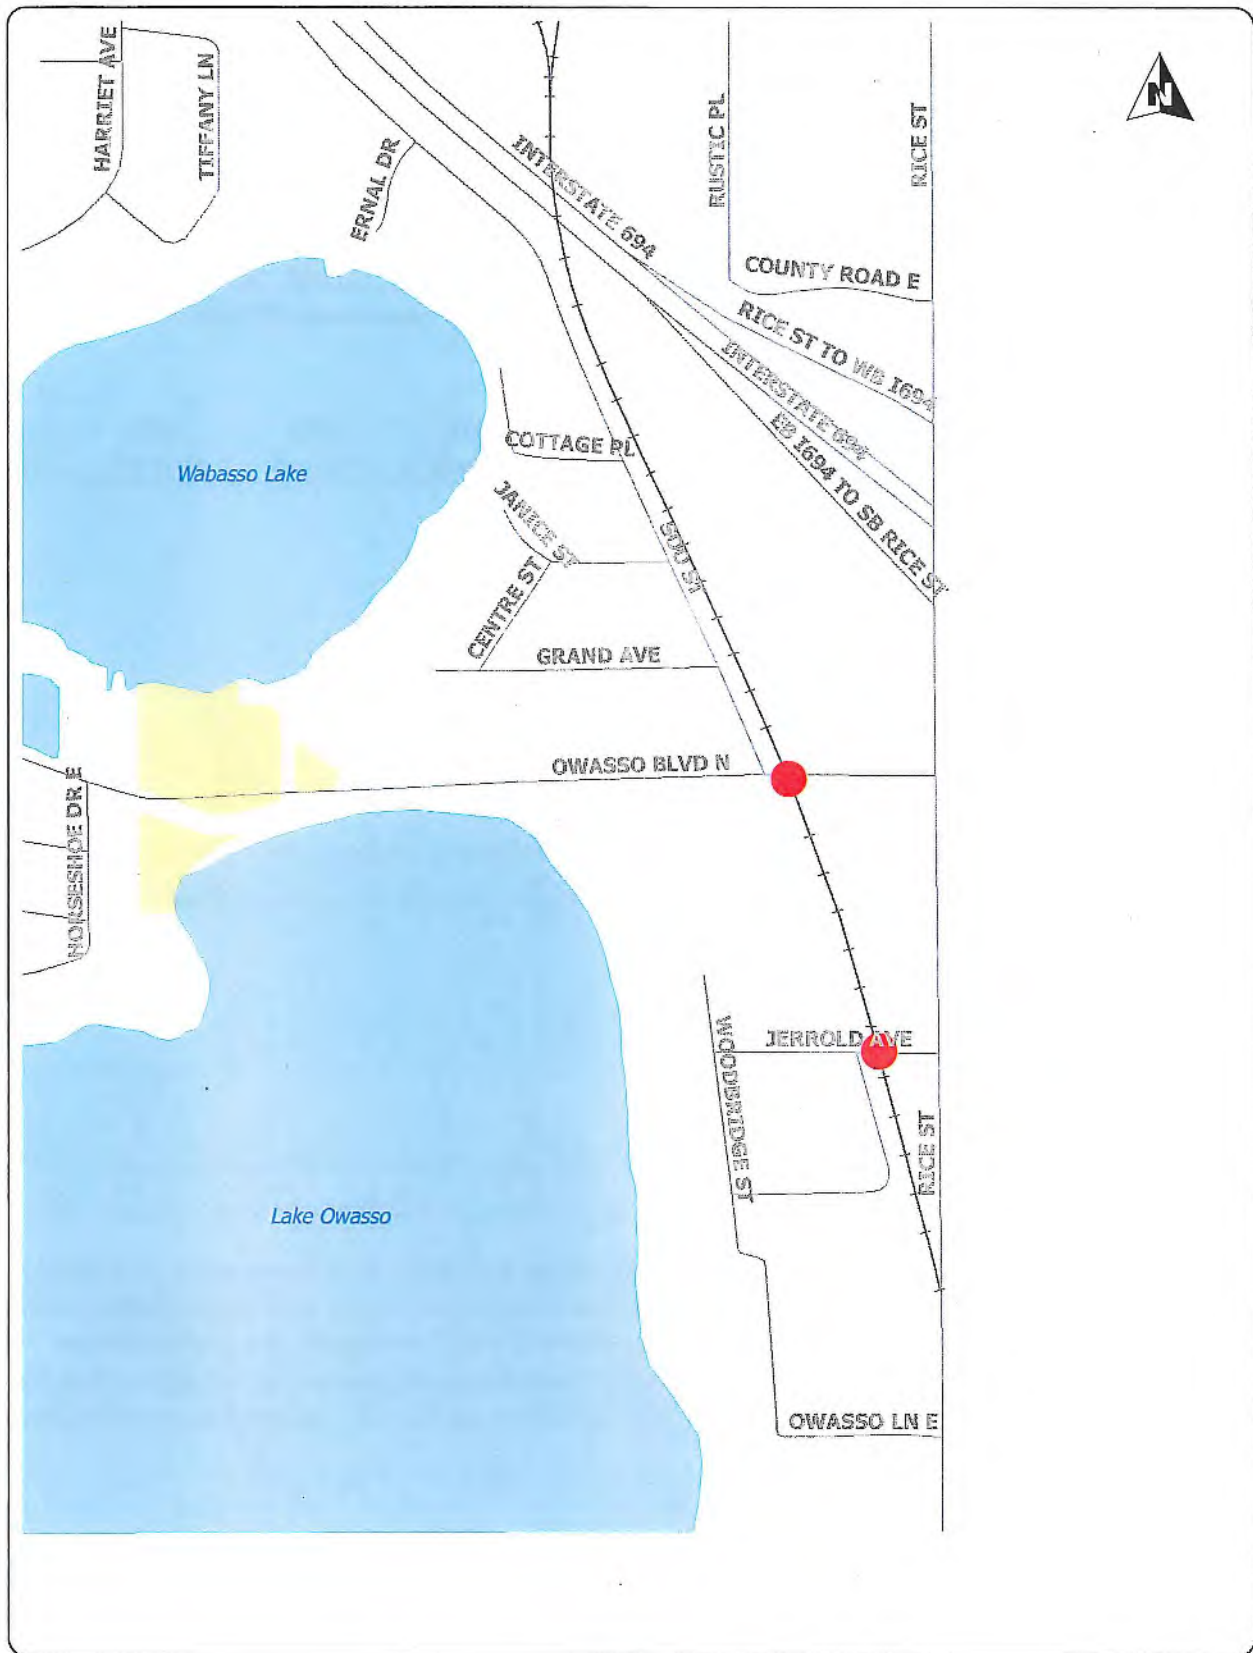 HARRIET AVE
TIFFANY LN
ERNAL DR
INTERSTATE 694
RUSTIC PL
RICE ST
N
COUNTY ROAD E
RICE ST TO WB I694
INTERSTATE 694
EB I694 TO SB RICE ST
COTTAGE PL
Wabasso Lake
JANICE ST
SOO ST
CENTRE ST
GRAND AVE
OWASSO BLVD N
HORSESHOE DR E
JERROLD AVE
WOODBRIDGE ST
RICE ST
Lake Owasso
OWASSO LN E